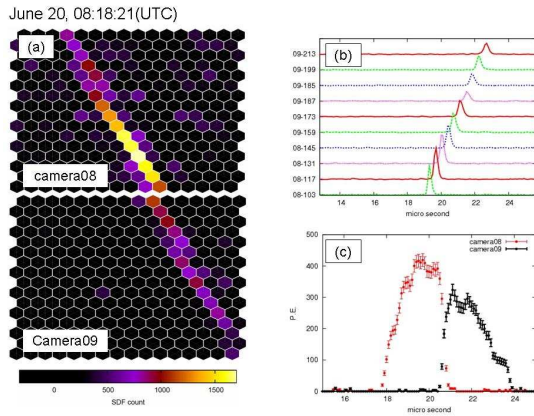 June 20, 08:18:21(UTC)
(a)
camera08
Camera09
0 500 1000 1500
SDF count
(b)
09-213
09-199
09-185
09-187
09-173
09-159
08-145
08-131
08-117
08-103
14 16 18 20 22 24
micro second
(c)
camera08
camera09
P.E.
500
400
300
200
100
0
14 16 18 20 22 24
micro second